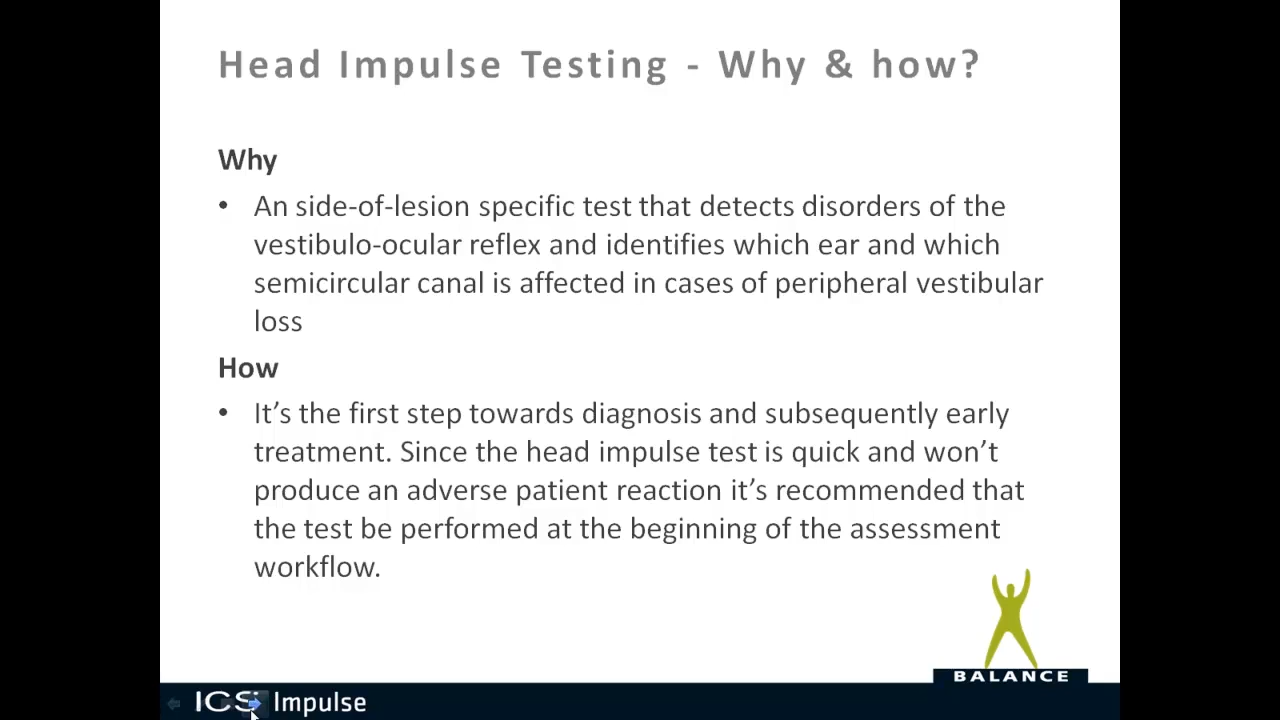 Head Impulse Testing - Why & how?
Why
• An side-of-lesion specific test that detects disorders of the
vestibulo-ocular reflex and identifies which ear and which
semicircular canal is affected in cases of peripheral vestibular
loss
How
• It’s the first step towards diagnosis and subsequently early
treatment. Since the head impulse test is quick and won’t
produce an adverse patient reaction it’s recommended that
the test be performed at the beginning of the assessment
workflow.
BALANCE
ICS Impulse